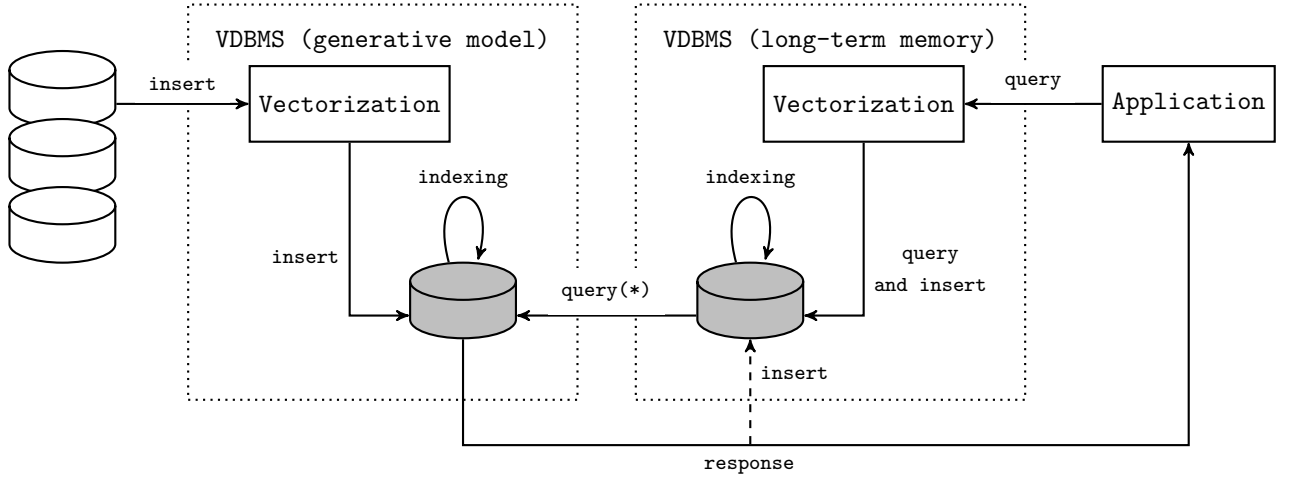 VDBMS (generative model)
VDBMS (long-term memory)
insert
Vectorization
Vectorization
query
Application
indexing
indexing
insert
query(*)
query
and insert
insert
response